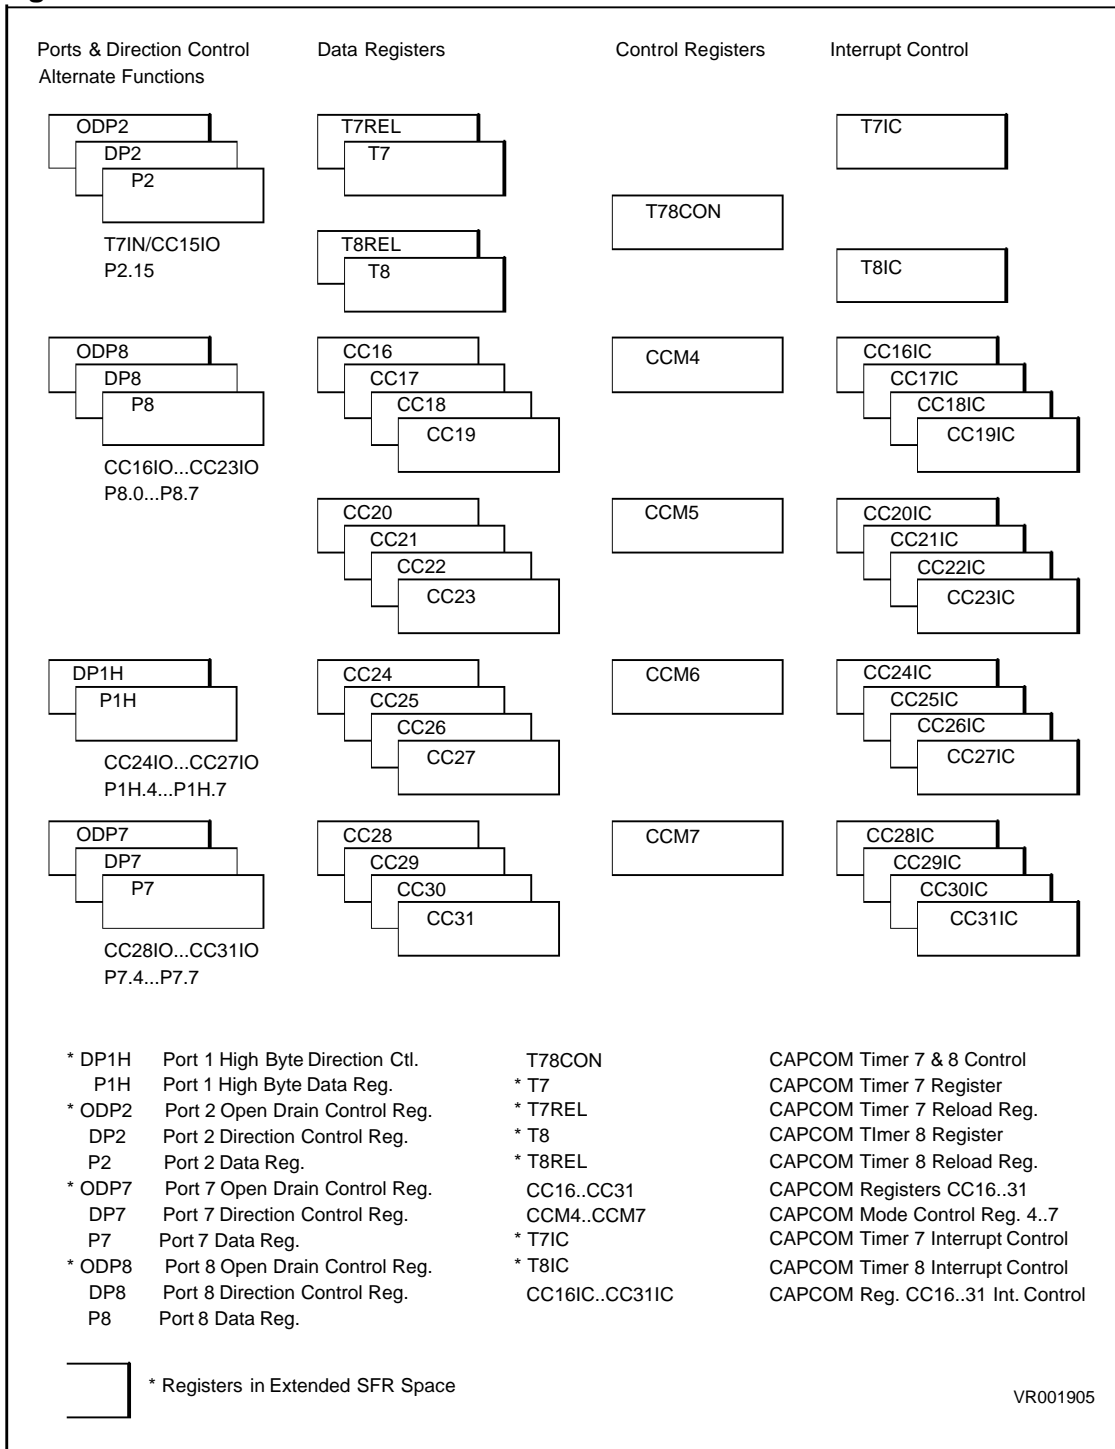 Ports & Direction Control
Alternate Functions
Data Registers
Control Registers
Interrupt Control
ODP2
DP2
P2
T7IN/CC15IO
P2.15
T7REL
T7
T8REL
T8
T78CON
T7IC
T8IC
ODP8
DP8
P8
CC16IO...CC23IO
P8.0...P8.7
CC16
CC17
CC18
CC19
CCM4
CC16IC
CC17IC
CC18IC
CC19IC
CC20
CC21
CC22
CC23
CCM5
CC20IC
CC21IC
CC22IC
CC23IC
DP1H
P1H
CC24IO...CC27IO
P1H.4...P1H.7
CC24
CC25
CC26
CC27
CCM6
CC24IC
CC25IC
CC26IC
CC27IC
ODP7
DP7
P7
CC28IO...CC31IO
P7.4...P7.7
CC28
CC29
CC30
CC31
CCM7
CC28IC
CC29IC
CC30IC
CC31IC
* DP1H Port 1 High Byte Direction Ctl.
P1H Port 1 High Byte Data Reg.
* ODP2 Port 2 Open Drain Control Reg.
DP2 Port 2 Direction Control Reg.
P2 Port 2 Data Reg.
* ODP7 Port 7 Open Drain Control Reg.
DP7 Port 7 Direction Control Reg.
P7 Port 7 Data Reg.
* ODP8 Port 8 Open Drain Control Reg.
DP8 Port 8 Direction Control Reg.
P8 Port 8 Data Reg.
T78CON CAPCOM Timer 7 & 8 Control
* T7 CAPCOM Timer 7 Register
* T7REL CAPCOM Timer 7 Reload Reg.
* T8 CAPCOM TImer 8 Register
* T8REL CAPCOM Timer 8 Reload Reg.
CC16..CC31 CAPCOM Registers CC16..31
CCM4..CCM7 CAPCOM Mode Control Reg. 4..7
* T7IC CAPCOM Timer 7 Interrupt Control
* T8IC CAPCOM Timer 8 Interrupt Control
CC16IC..CC31IC CAPCOM Reg. CC16..31 Int. Control
* Registers in Extended SFR Space
VR001905